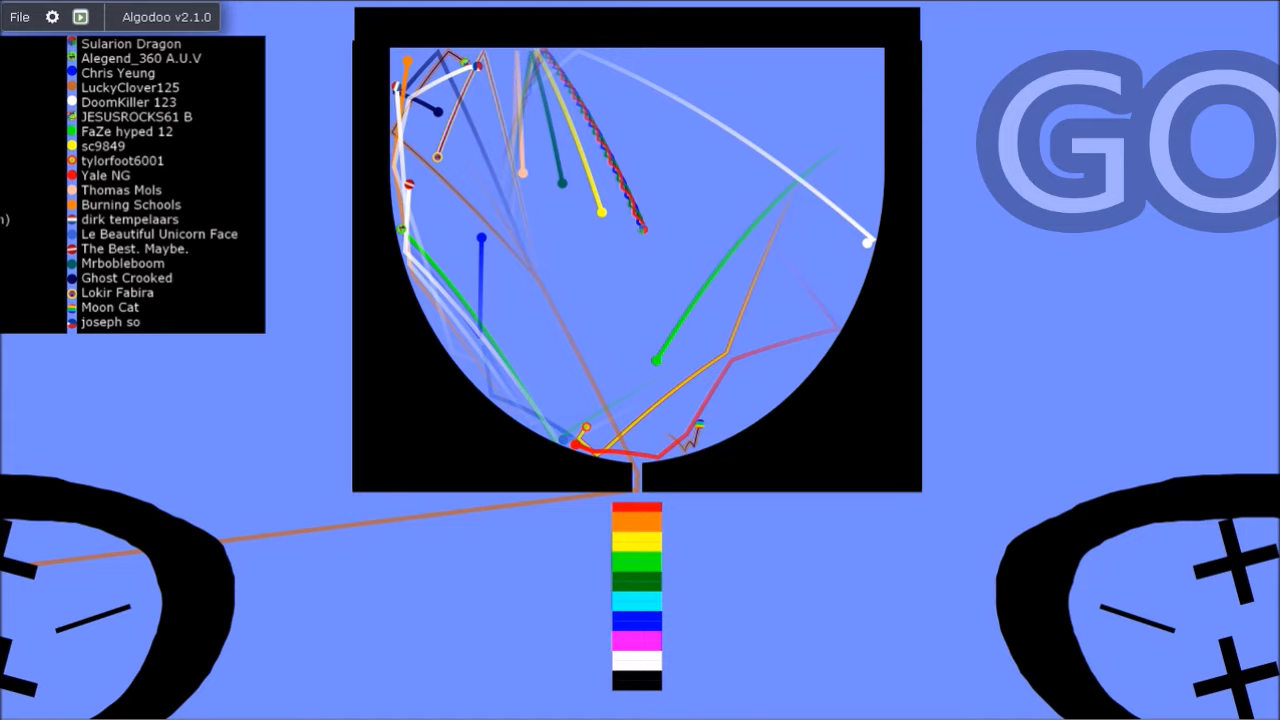 File Algodoo v2.1.0
Sularion Dragon
Alegend_360 A.U.V
Chris Yeung
LuckyClover125
DoomKiller 123
JESUSROCKS61 B
FaZe hyped 12
sc9849
tylorfoot6001
Yale NG
Thomas Mols
Burning Schools
dirk tempelaars
Le Beautiful Unicorn Face
The Best. Maybe.
Mrbobleboom
Ghost Crooked
Lokir Fabira
Moon Cat
joseph so
GO